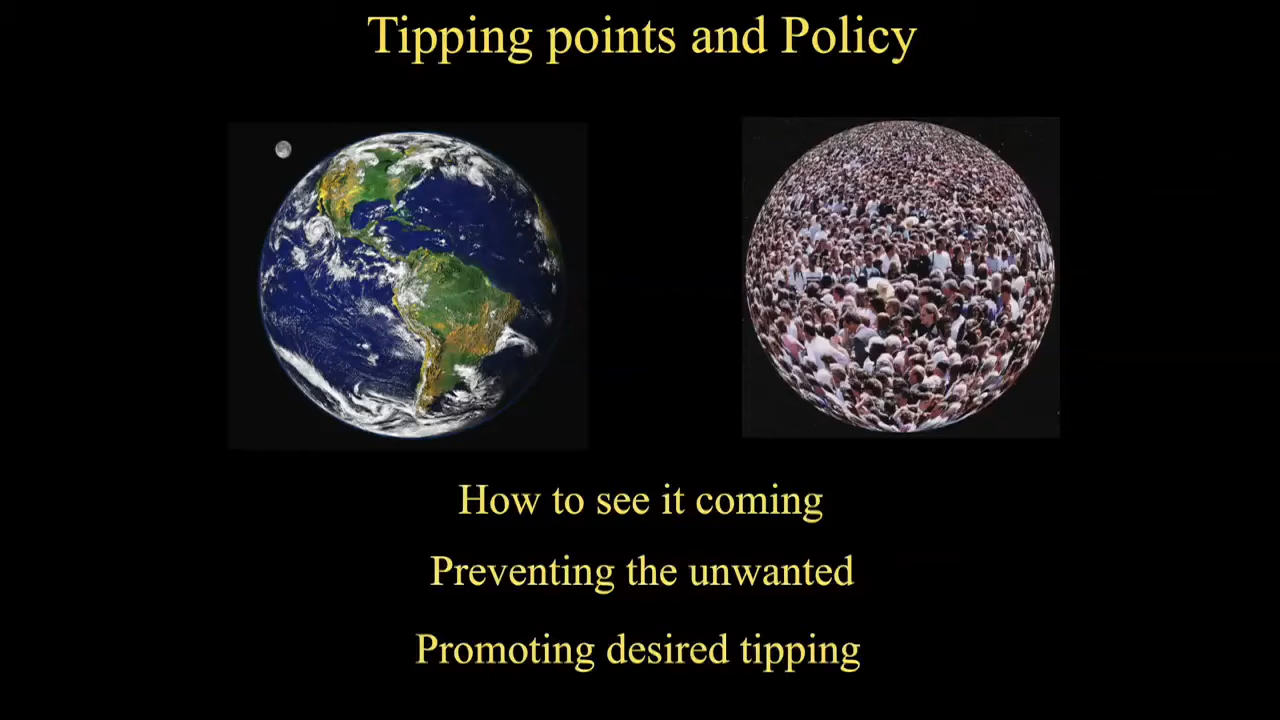 Tipping points and Policy
How to see it coming
Preventing the unwanted
Promoting desired tipping